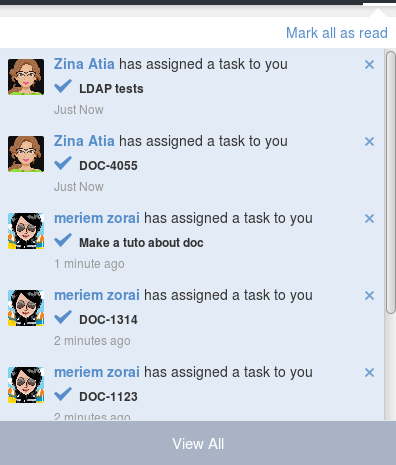 Mark all as read
Zina Atia has assigned a task to you
LDAP tests
Just Now
Zina Atia has assigned a task to you
DOC-4055
Just Now
meriem zorai has assigned a task to you
Make a tuto about doc
1 minute ago
meriem zorai has assigned a task to you
DOC-1314
2 minutes ago
meriem zorai has assigned a task to you
DOC-1123
2 minutes ago
View All